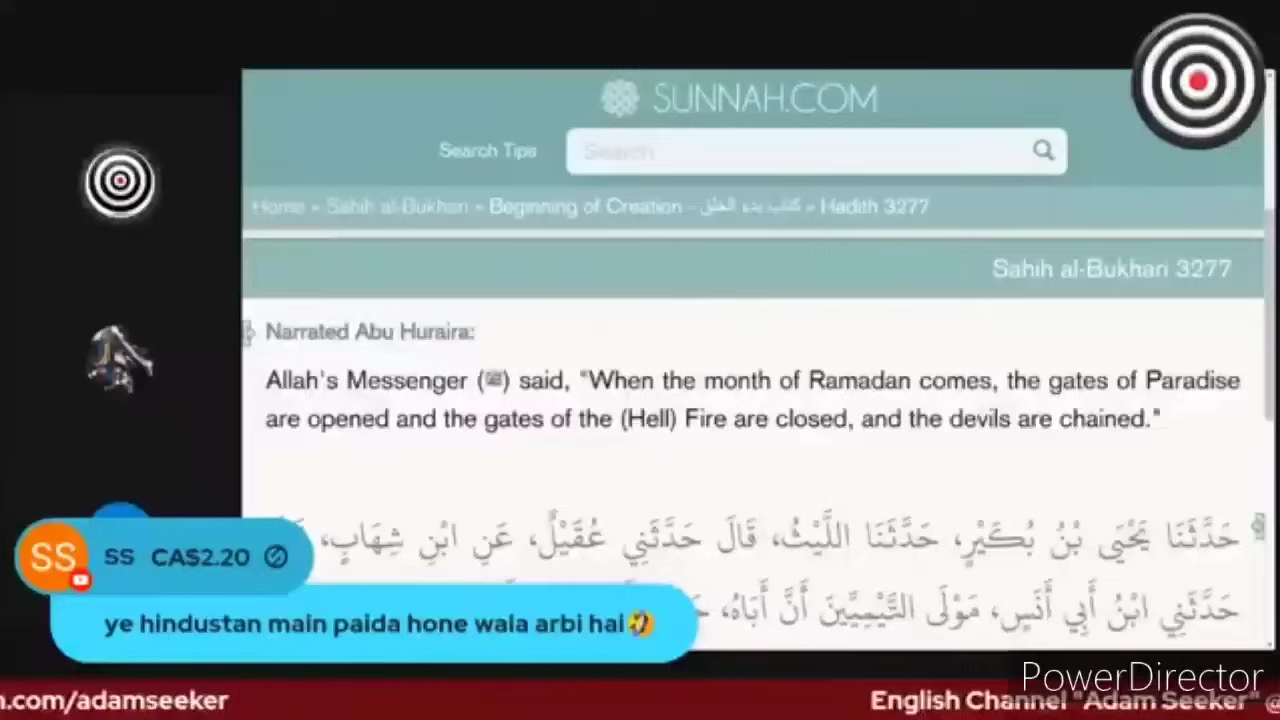 SUNNAH.COM
Search Tips
Search
Home » Sahih al-Bukhari » Beginning of Creation - كتاب بدء الخلق » Hadith 3277
Sahih al-Bukhari 3277
Narrated Abu Huraira:
Allah's Messenger (ﷺ) said, "When the month of Ramadan comes, the gates of Paradise
are opened and the gates of the (Hell) Fire are closed, and the devils are chained."
حَدَّثَنَا يَحْيَى بْنُ بُكَيْرٍ، حَدَّثَنَا اللَّيْثُ، قَالَ حَدَّثَنِي عُقَيْلٌ، عَنِ ابْنِ شِهَابٍ،
حَدَّثَنِي ابْنُ أَبِي أَنَسٍ، مَوْلَى التَّيْمِيِّينَ أَنَّ أَبَاهُ،
SS SS CA$2.20
ye hindustan main paida hone wala arbi hai🤣
PowerDirector
.com/adamseeker
English Channel "Adam Seeker" @